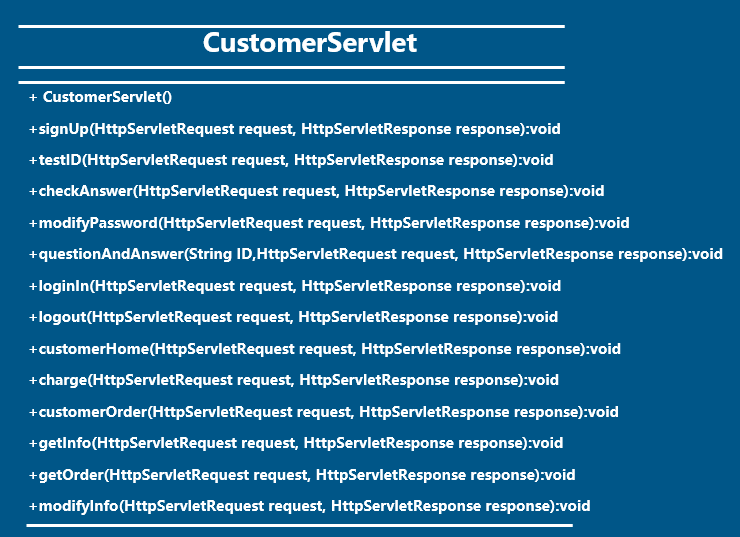 CustomerServlet
+ CustomerServlet()
+signUp(HttpServletRequest request, HttpServletResponse response):void
+testID(HttpServletRequest request, HttpServletResponse response):void
+checkAnswer(HttpServletRequest request, HttpServletResponse response):void
+modifyPassword(HttpServletRequest request, HttpServletResponse response):void
+questionAndAnswer(String ID,HttpServletRequest request, HttpServletResponse response):void
+loginIn(HttpServletRequest request, HttpServletResponse response):void
+logout(HttpServletRequest request, HttpServletResponse response):void
+customerHome(HttpServletRequest request, HttpServletResponse response):void
+charge(HttpServletRequest request, HttpServletResponse response):void
+customerOrder(HttpServletRequest request, HttpServletResponse response):void
+getInfo(HttpServletRequest request, HttpServletResponse response):void
+getOrder(HttpServletRequest request, HttpServletResponse response):void
+modifyInfo(HttpServletRequest request, HttpServletResponse response):void